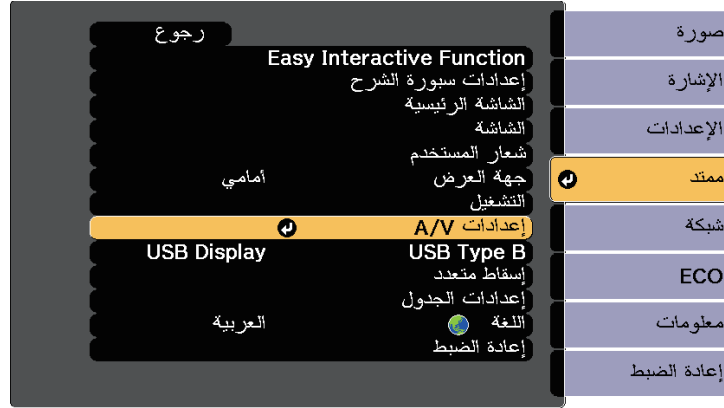 صورة
الإشارة
الإعدادات
ممتد
شبكة
ECO
معلومات
إعادة الضبط
رجوع
Easy Interactive Function
إعدادات سبورة الشرح
الشاشة الرئيسية
الشاشة
شعار المستخدم
جهة العرض أمامي
التشغيل
إعدادات A/V
USB Type B USB Display
إسقاط متعدد
إعدادات الجدول
اللغة العربية
إعادة الضبط